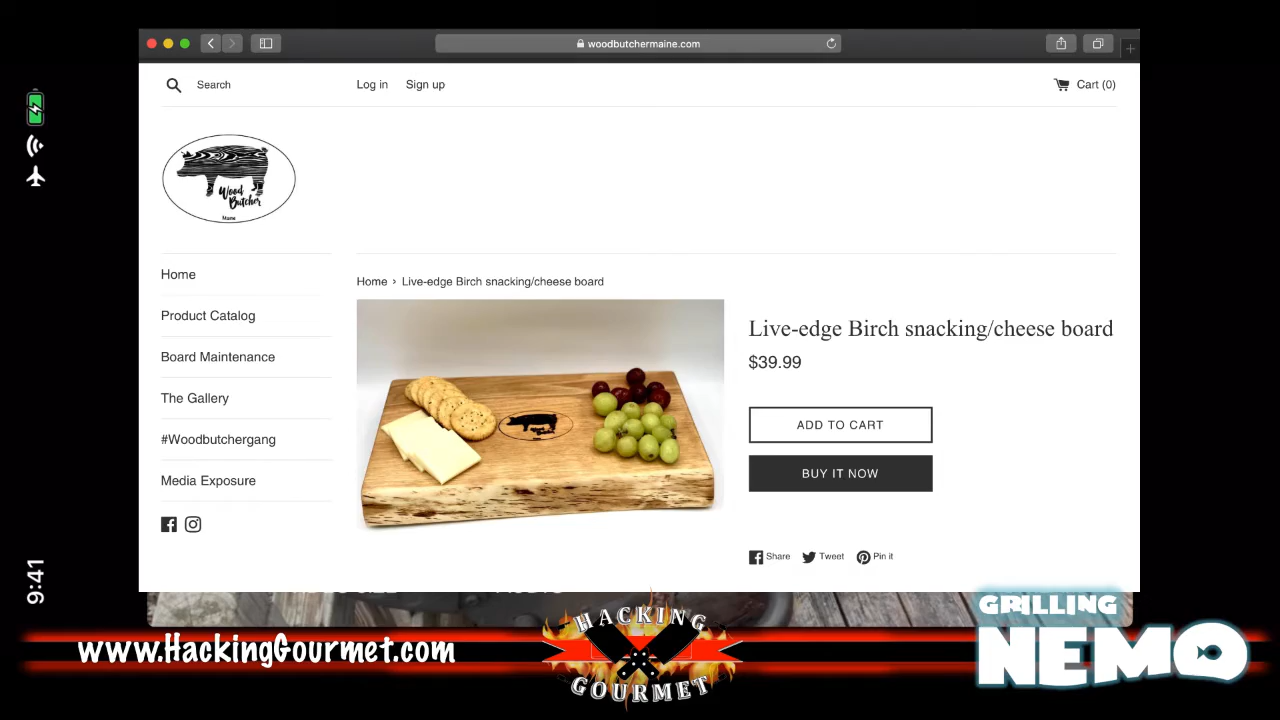 woodbutchermaine.com
Search
Log in
Sign up
Cart (0)
Wood
Butcher
Maine
Home
Product Catalog
Board Maintenance
The Gallery
#Woodbutchergang
Media Exposure
Home › Live-edge Birch snacking/cheese board
Live-edge Birch snacking/cheese board
$39.99
ADD TO CART
BUY IT NOW
Share
Tweet
Pin it
9:41
www.HackingGourmet.com
HACKING
GOURMET
GRILLING
NEMO